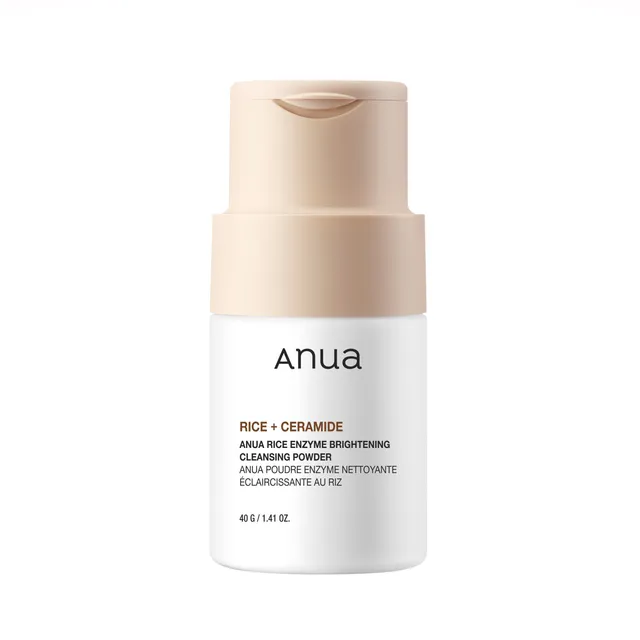 Anua
RICE + CERAMIDE
ANUA RICE ENZYME BRIGHTENING
CLEANSING POWDER
ANUA POUDRE ENZYME NETTOYANTE
ÉCLAIRCISSANTE AU RIZ
40 G / 1.41 OZ.